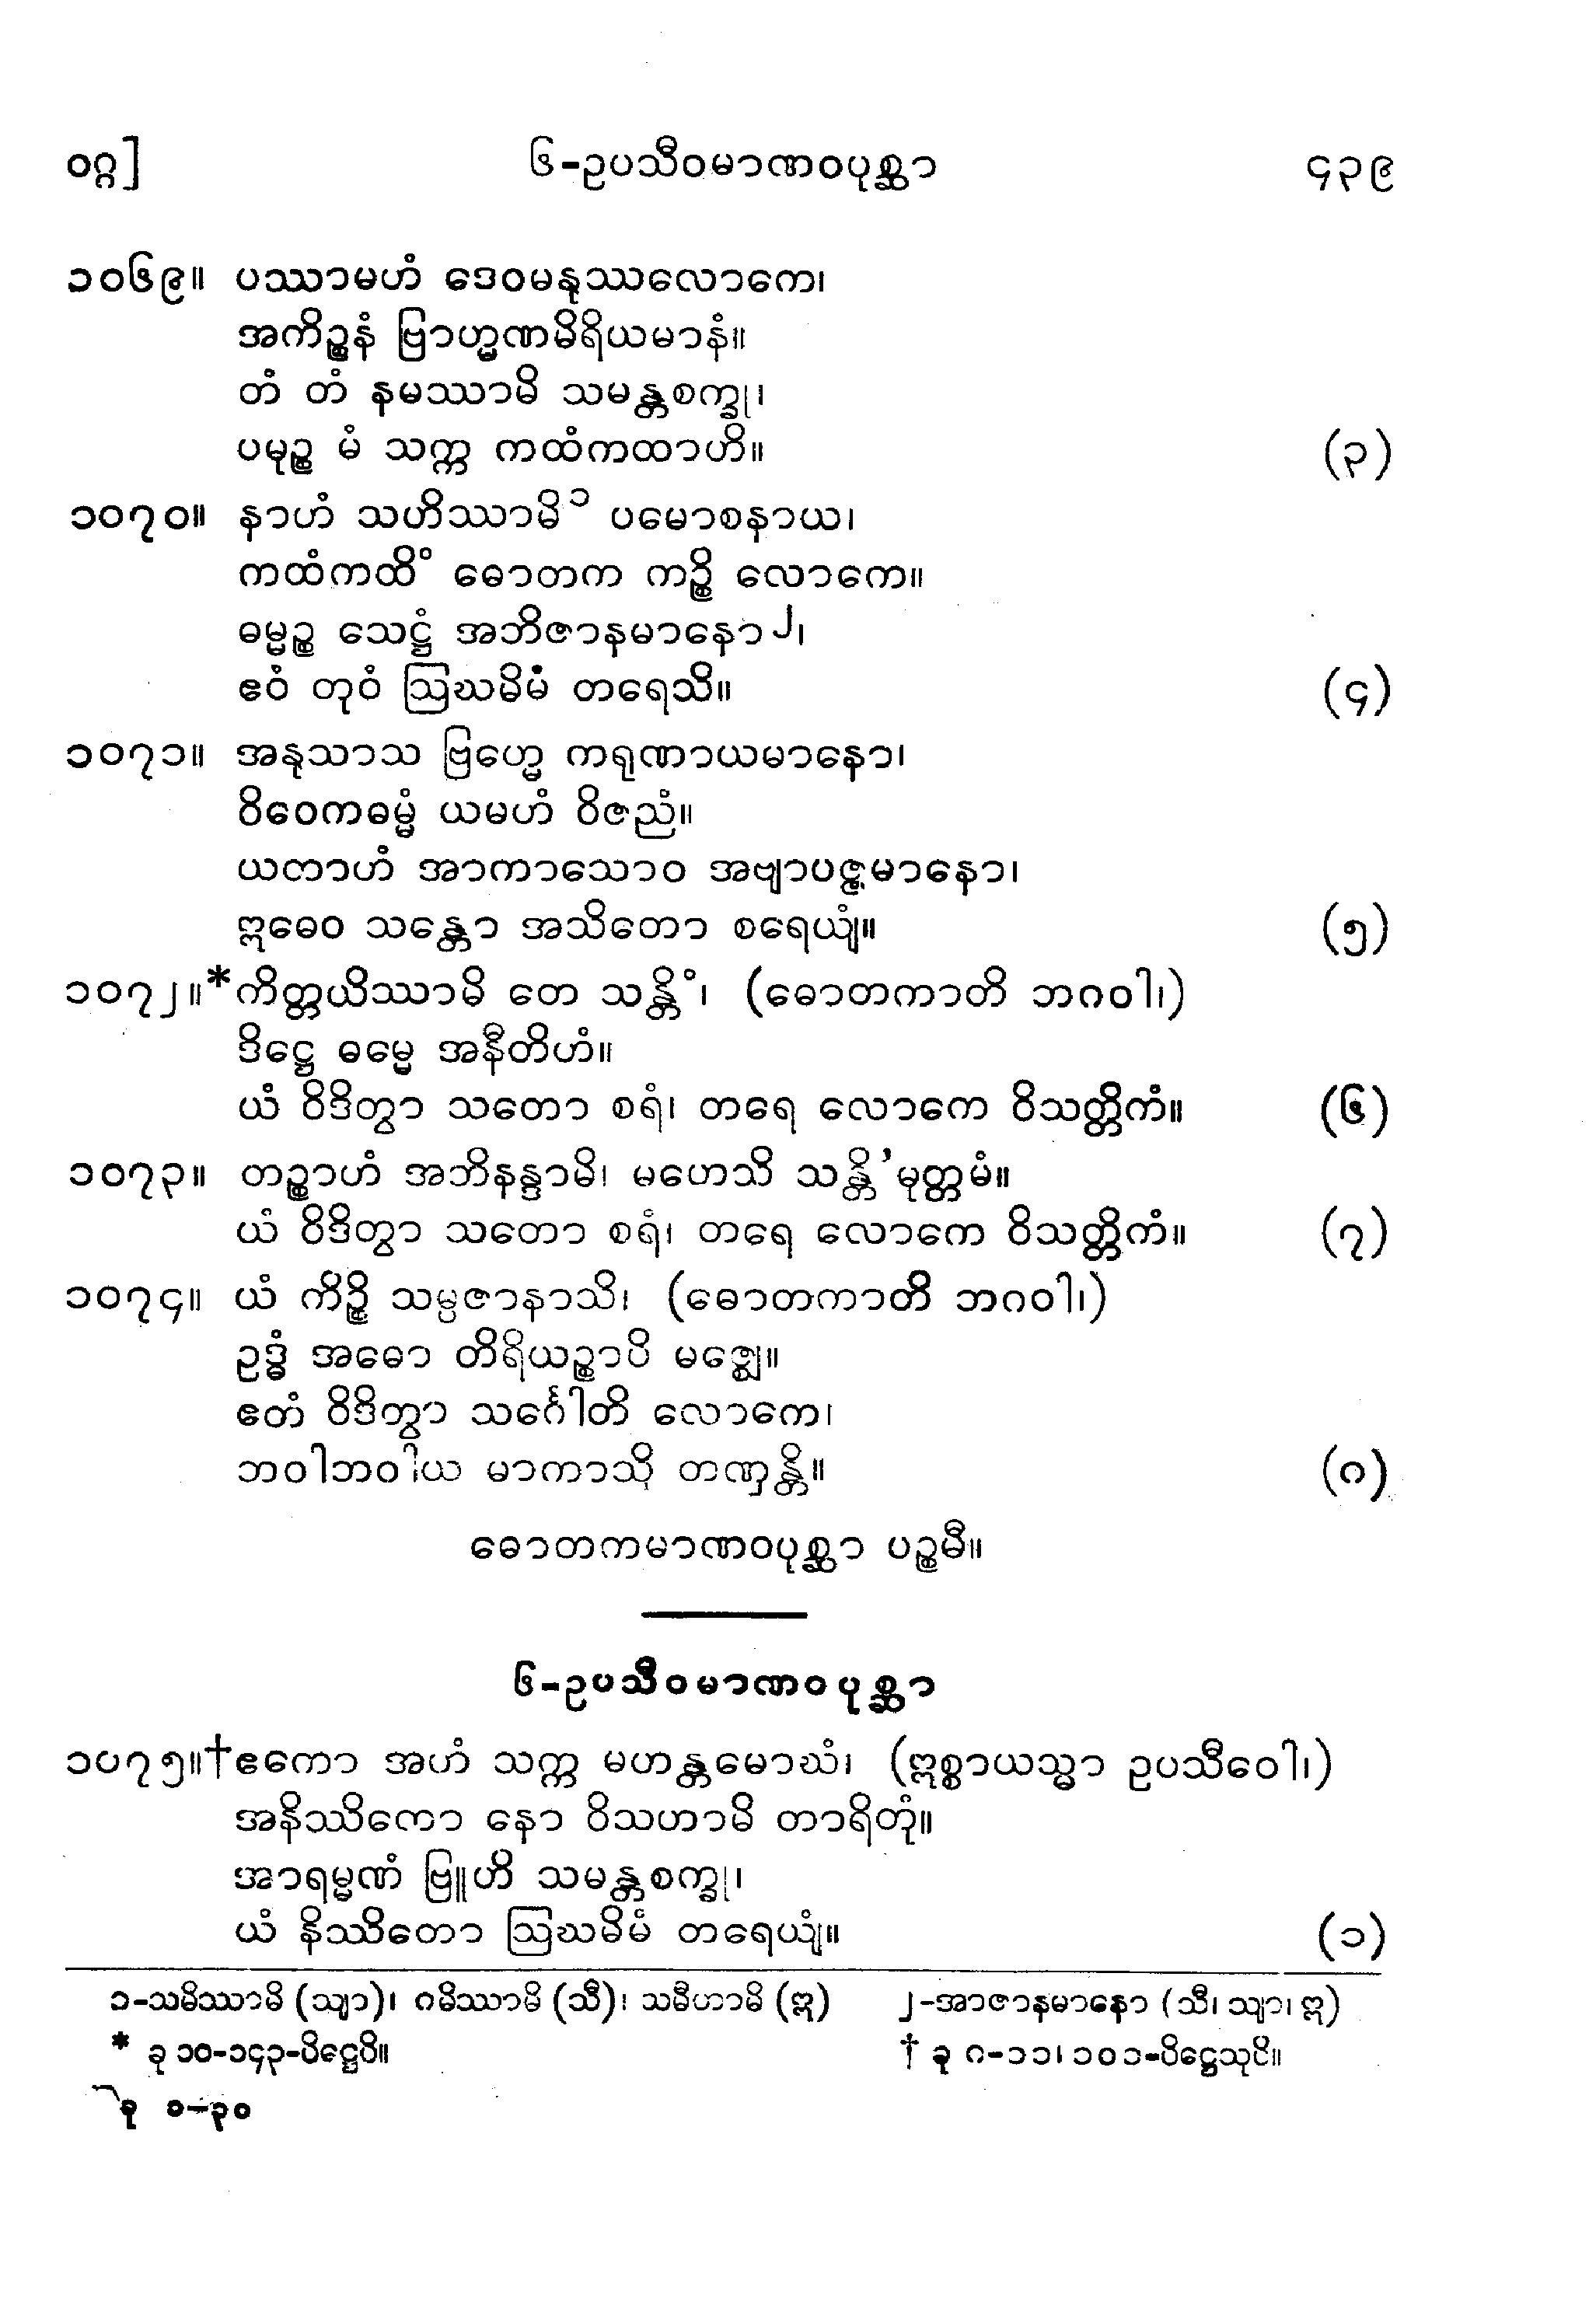 ဝဂ္ဂ]	၆-ဥပသီဝမာဏဝပုစ္ဆာ	၄၃၉
၁၀၆၉။ ပဿာမဟံ ဒေဝမနုဿလောကေ၊
အကိဉ္စနံ ဗြာဟ္မဏမိရိယမာနံ။
တံ တံ နမဿာမိ သမန္တစက္ခု၊
ပမုဉ္စ မံ သက္က ကထံကထာဟိ။ (၃)
၁၀၇၀။ နာဟံ သဟိဿာမိ၁ ပမောစနာယ၊
ကထံကထိံ ဓောတက ကဉ္စိ လောကေ။
ဓမ္မဉ္စ သေဋ္ဌံ အဘိဇာနမာနော၂၊
ဧဝံ တုဝံ ဩဃမိမံ တရေသိ။ (၄)
၁၀၇၁။ အနုသာသ ဗြဟ္မေ ကရုဏာယမာနော၊
ဝိဝေကဓမ္မံ ယမဟံ ဝိဇညံ။
ယထာဟံ အာကာသောဝ အဗျာပဇ္ဇမာနော၊
ဣဓေဝ သန္တော အသိတော စရေယျံ။ (၅)
၁၀၇၂။*ကိတ္တယိဿာမိ တေ သန္တိံ၊ (ဓောတကာတိ ဘဂဝါ၊)
ဒိဋ္ဌေ ဓမ္မေ အနီတိဟံ။
ယံ ဝိဒိတွာ သတော စရံ၊ တရေ လောကေ ဝိသတ္တိကံ။ (၆)
၁၀၇၃။ တဉ္စာဟံ အဘိနန္ဒာမိ၊ မဟေသိ သန္တိ’မုတ္တမံ။
ယံ ဝိဒိတွာ သတော စရံ၊ တရေ လောကေ ဝိသတ္တိကံ။ (၇)
၁၀၇၄။ ယံ ကိဉ္စိ သမ္ပဇာနာသိ၊ (ဓောတကာတိ ဘဂဝါ၊)
ဥဒ္ဓံ အဓော တိရိယဉ္စာပိ မဇ္ဈေ။
ဧတံ ဝိဒိတွာ သင်္ဂေါတိ လောကေ၊
ဘဝါဘဝါယ မာကာသိ တဏှန္တိ။ (၈)
ဓောတကမာဏဝပုစ္ဆာ ပဉ္စမီ။
၆-ဥပသီဝမာဏဝပုစ္ဆာ
၁၀၇၅။†ဧကော အဟံ သက္က မဟန္တမောဃံ၊ (ဣစ္စာယသ္မာ ဥပသီဝေါ၊)
အနိဿိကော နော ဝိသဟာမိ တာရိတုံ။
အာရမ္မဏံ ဗြူဟိ သမန္တစက္ခု၊
ယံ နိဿိတော ဩဃမိမံ တရေယျံ။ (၁)
၁-သမိဿာမိ (သျာ)၊ ဂမိဿာမိ (သီ)၊ သမီဟာမိ (ဣ)	၂-အာဇာနမာနော (သီ၊ သျာ၊ ဣ)
* ခု ၁၀-၁၄၃-ပိဋ္ဌေပိ။	† ခု ၈-၁၁၊ ၁၀၁-ပိဋ္ဌေသုပိ။
ခု ၁-၃၀